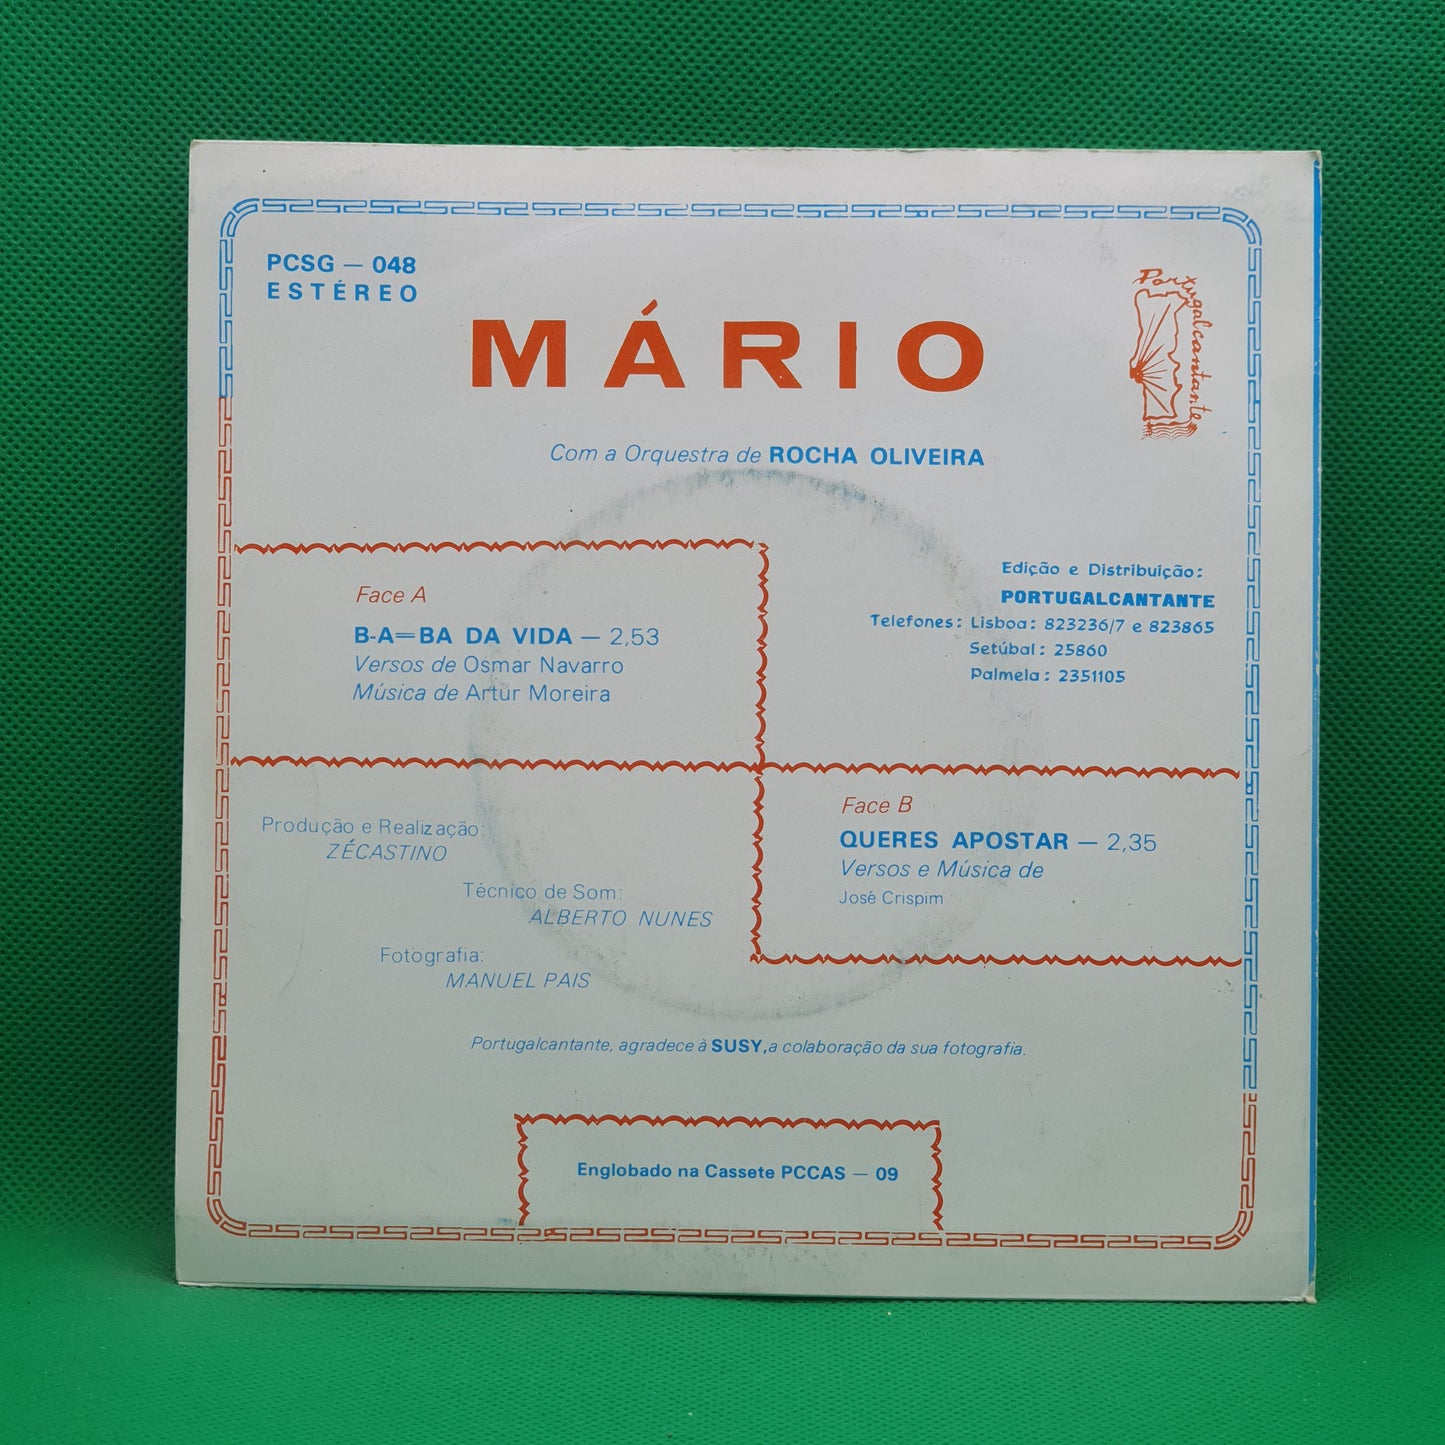 PCSG — 048
ESTÉREO
Portugalcantante
MÁRIO
Com a Orquestra de ROCHA OLIVEIRA
Face A
B-A=BA DA VIDA — 2,53
Versos de Osmar Navarro
Música de Artur Moreira
Edição e Distribuição:
PORTUGALCANTANTE
Telefones: Lisboa: 823236/7 e 823865
Setúbal: 25860
Palmela: 2351105
Face B
QUERES APOSTAR — 2,35
Versos e Música de
José Crispim
Produção e Realização:
ZÉCASTINO
Técnico de Som:
ALBERTO NUNES
Fotografia:
MANUEL PAIS
Portugalcantante, agradece à SUSY, a colaboração da sua fotografia.
Englobado na Cassete PCCAS — 09